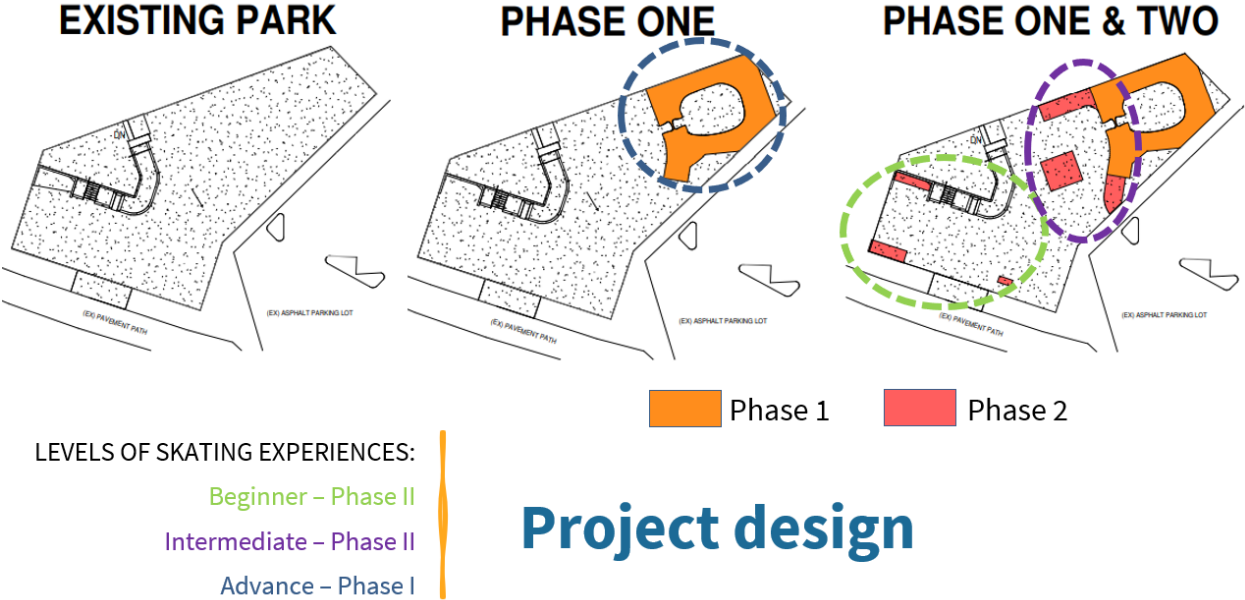 EXISTING PARK
PHASE ONE
PHASE ONE & TWO
DN
DN
(EX) PAVEMENT PATH
(EX) ASPHALT PARKING LOT
(EX) PAVEMENT PATH
(EX) ASPHALT PARKING LOT
(EX) PAVEMENT PATH
(EX) ASPHALT PARKING LOT
Phase 1
Phase 2
LEVELS OF SKATING EXPERIENCES:
Beginner – Phase II
Intermediate – Phase II
Advance – Phase I
Project design